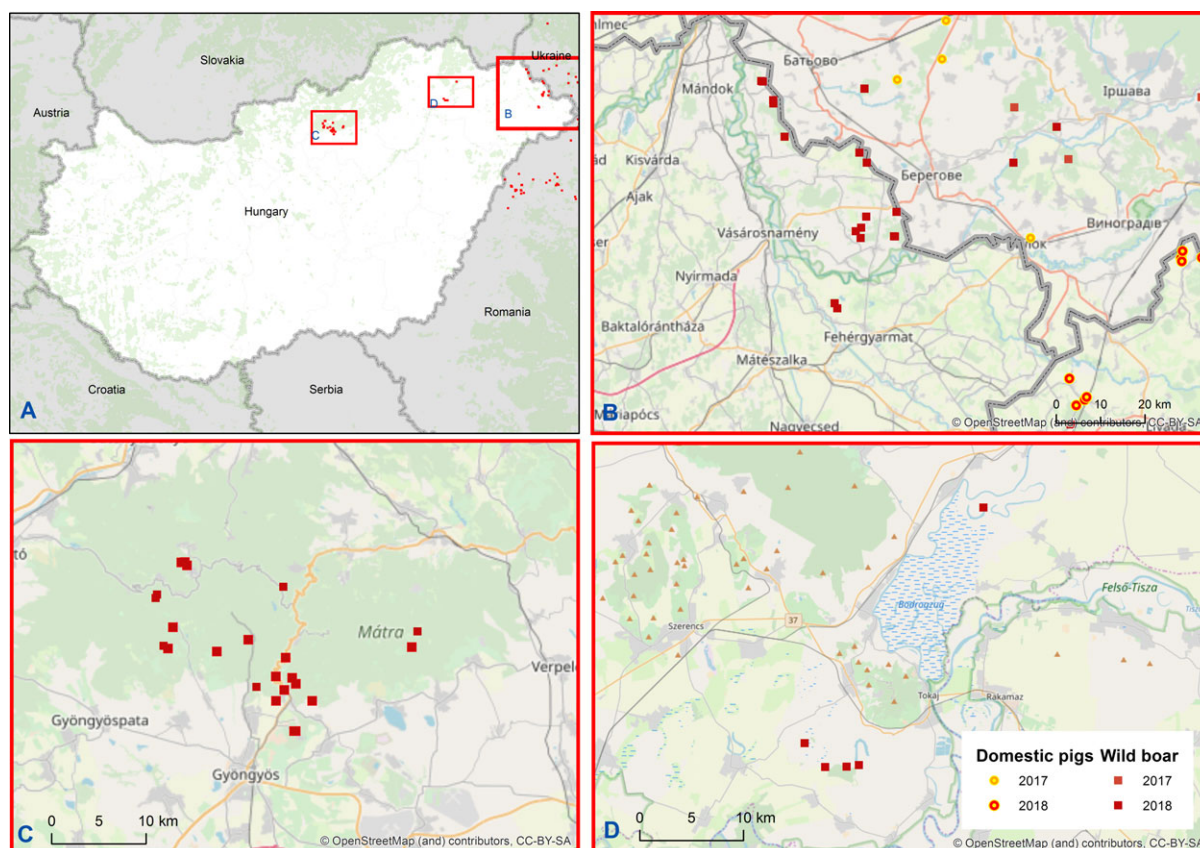 Slovakia
Ukraine
Austria
D
B
C
Hungary
Romania
Croatia
Serbia
A
Батьово
Mándok
Іршава
Kisvárda
Берегове
Ajak
Виноградів
Vásárosnamény
Nyírmada
Baktalórántháza
Fehérgyarmat
Mátészalka
Nagyecsed
0 10 20 km
B
© OpenStreetMap (and) contributors, CC-BY-SA
Mátra
Gyöngyöspata
Gyöngyös
0 5 10 km
C
© OpenStreetMap (and) contributors, CC-BY-SA
Bodrogzug
Felső-Tisza
37
Szerencs
Tokaj
Rakamaz
Domestic pigs Wild boar
2017 2017
2018 2018
0 5 10 km
D
© OpenStreetMap (and) contributors, CC-BY-SA